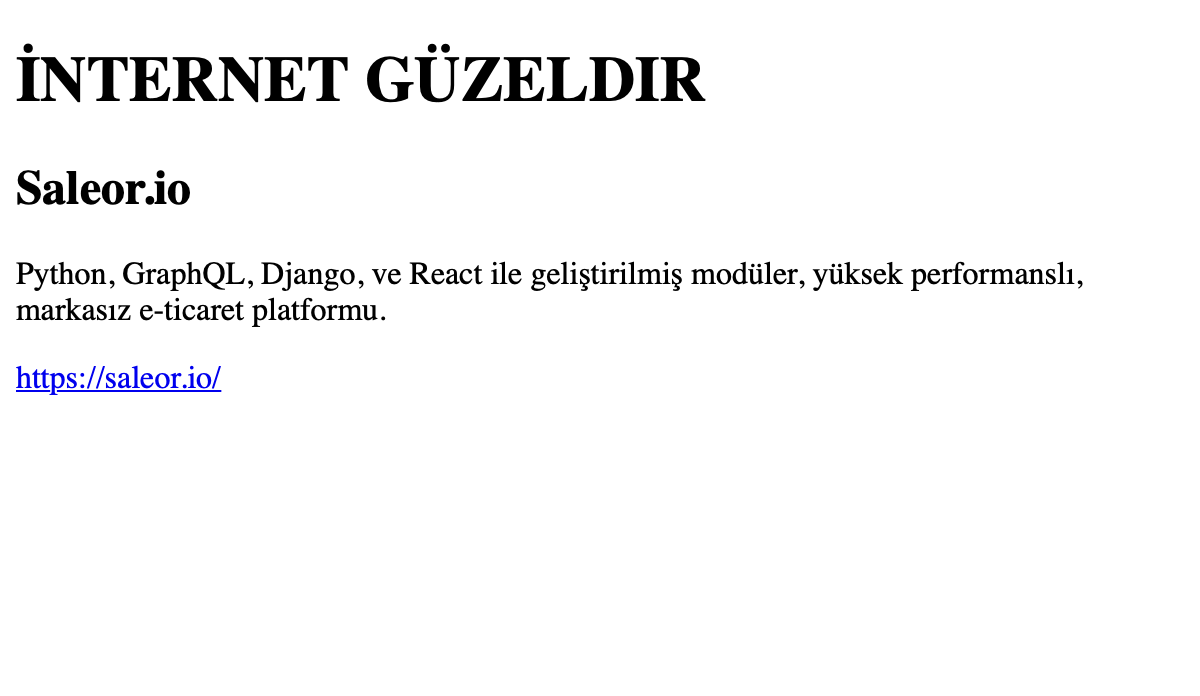 İNTERNET GÜZELDIR
Saleor.io
Python, GraphQL, Django, ve React ile geliştirilmiş modüler, yüksek performanslı,
markasız e-ticaret platformu.
https://saleor.io/